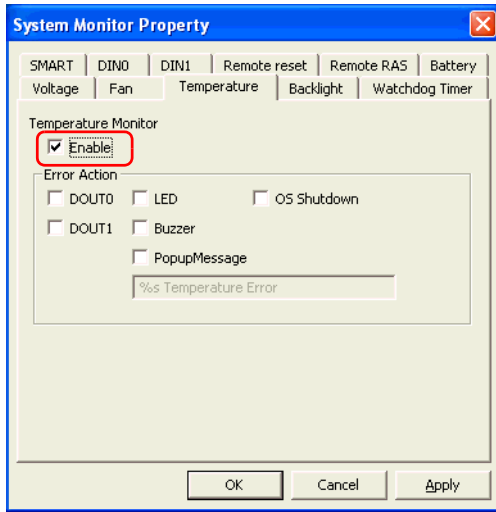 System Monitor Property
SMART DIN0 DIN1 Remote reset Remote RAS Battery
Voltage Fan Temperature Backlight Watchdog Timer
Temperature Monitor
Enable
Error Action
DOUT0 LED OS Shutdown
DOUT1 Buzzer
PopupMessage
%s Temperature Error
OK Cancel Apply